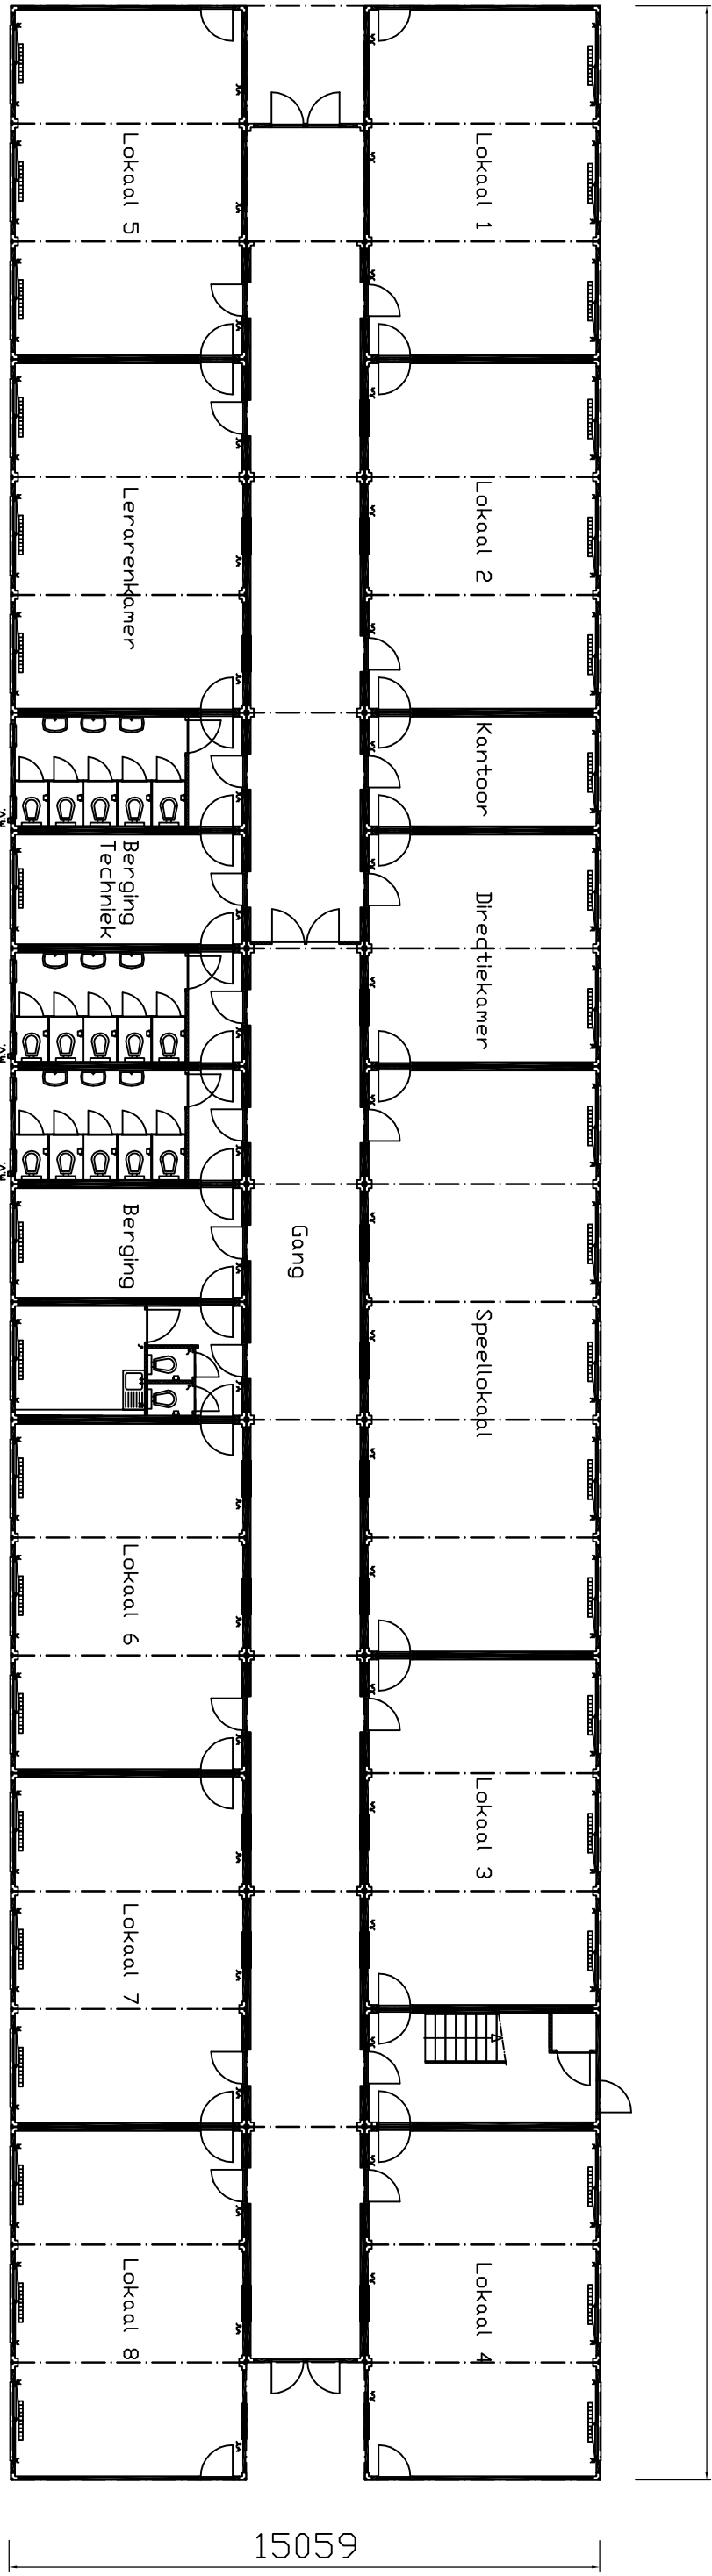 Lokaal 5
Lokaal 1
Lerarenkamer
Lokaal 2
Kantoor
M.V.
Berging
Techniek
Directiekamer
M.V.
M.V.
Berging
Gang
Speellokaal
Lokaal 6
Lokaal 3
Lokaal 7
Lokaal 8
Lokaal 4
15059